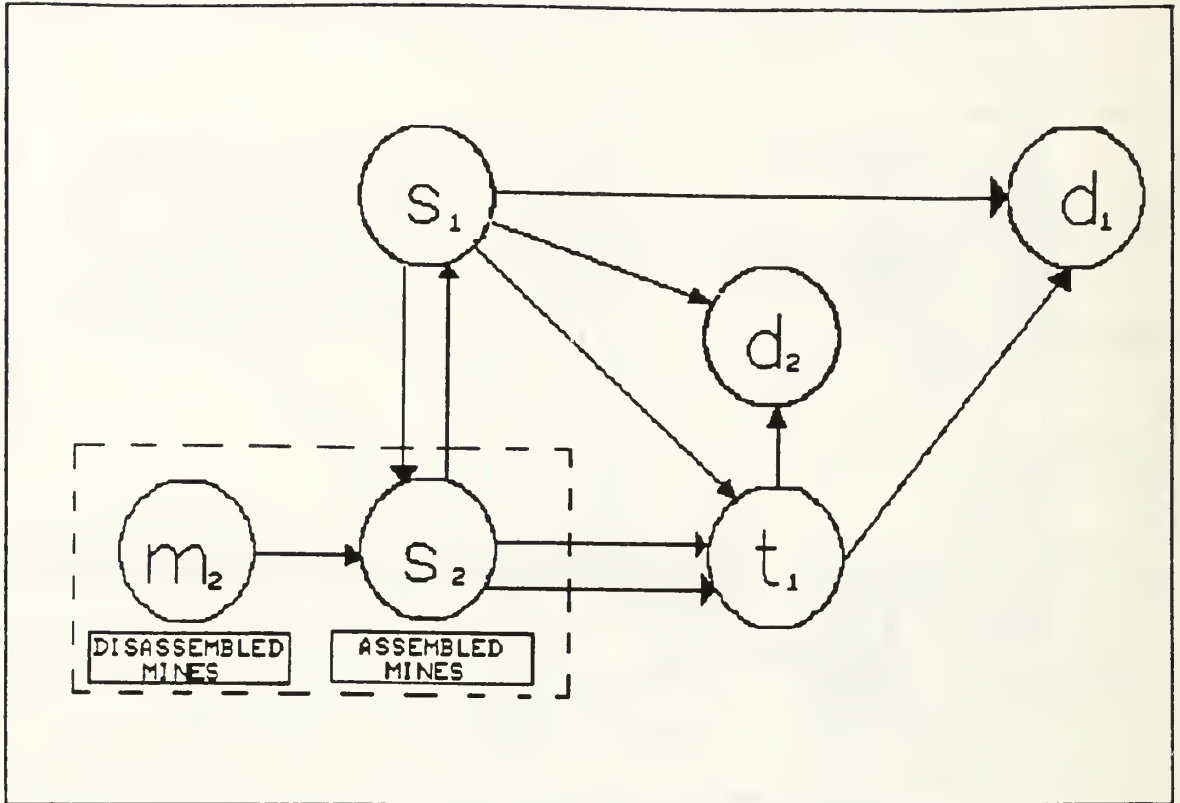 s₁
d₁
d₂
m₂
s₂
t₁
DISASSEMBLED
MINES
ASSEMBLED
MINES